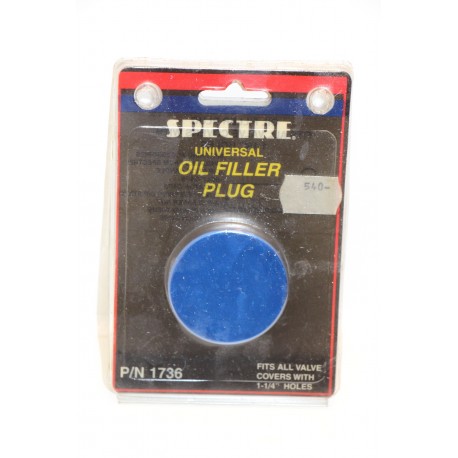 SPECTRE®
UNIVERSAL
OIL FILLER
PLUG
540-
P/N 1736
FITS ALL VALVE
COVERS WITH
1-1/4" HOLES